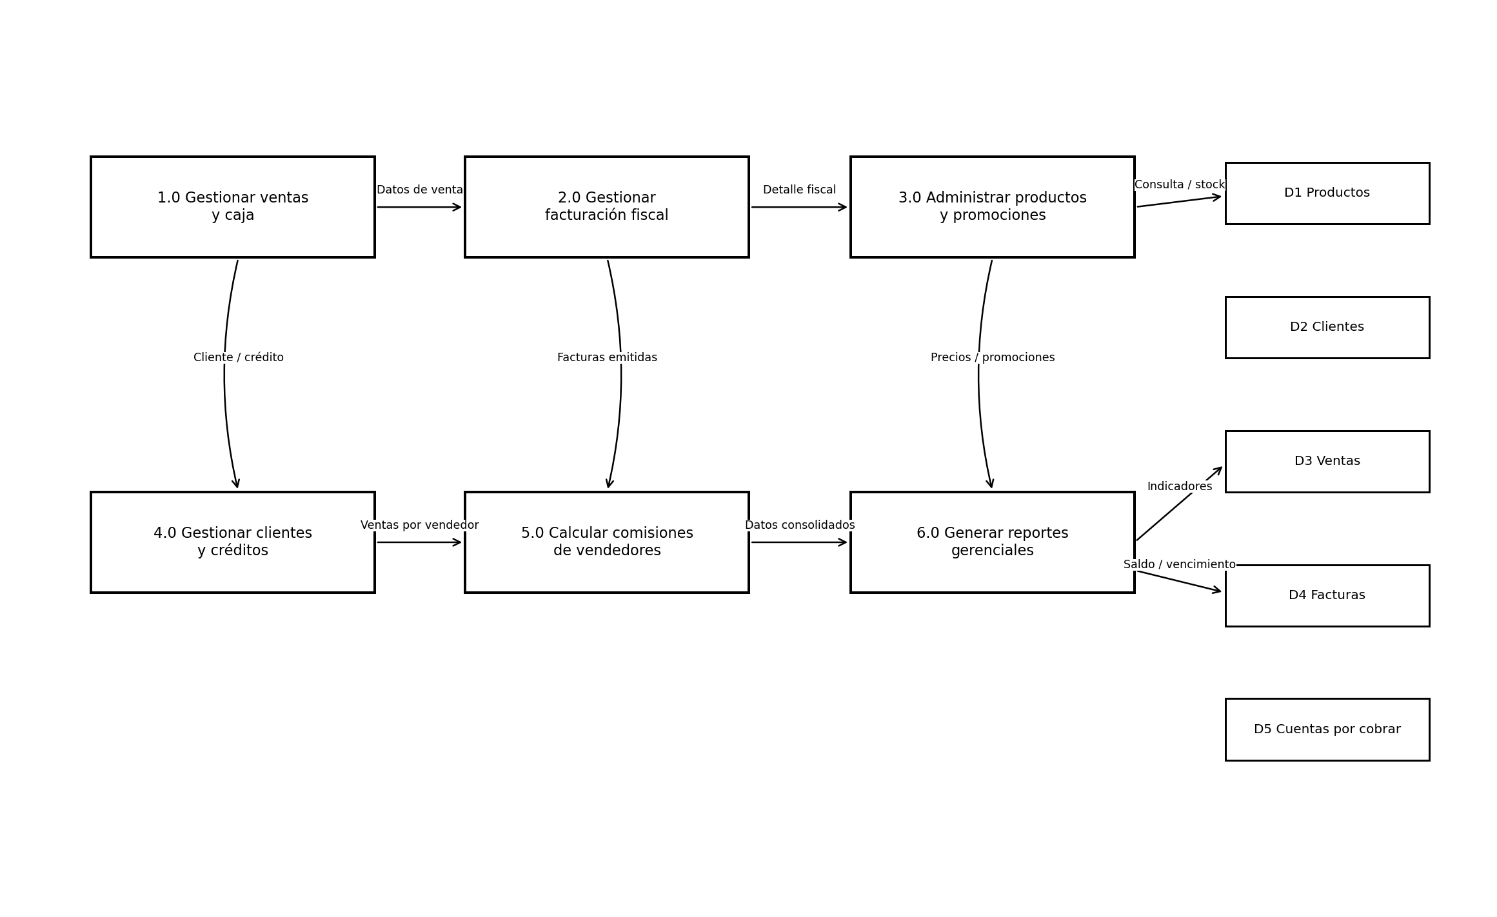 1.0 Gestionar ventas
y caja
Datos de venta
2.0 Gestionar
facturación fiscal
Detalle fiscal
3.0 Administrar productos
y promociones
Consulta / stock
D1 Productos
D2 Clientes
Cliente / crédito
Facturas emitidas
Precios / promociones
D3 Ventas
Indicadores
4.0 Gestionar clientes
y créditos
Ventas por vendedor
5.0 Calcular comisiones
de vendedores
Datos consolidados
6.0 Generar reportes
gerenciales
Saldo / vencimiento
D4 Facturas
D5 Cuentas por cobrar